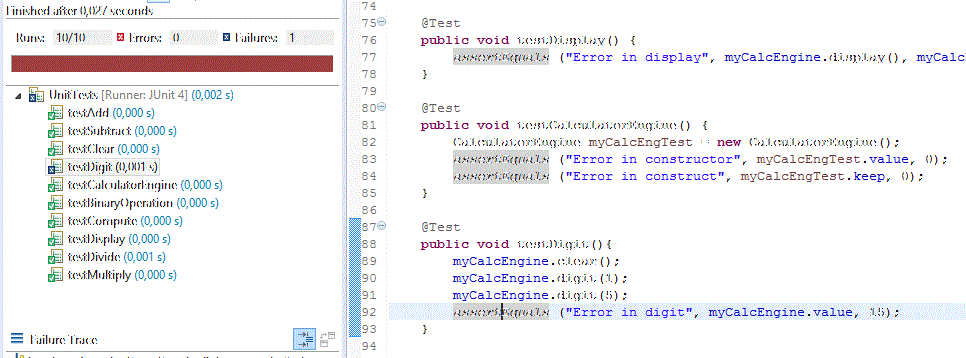 Finished after 0,027 seconds
Runs: 10/10 Errors: 0 Failures: 1
UnitTests [Runner: JUnit 4] (0,002 s)
testAdd (0,000 s)
testSubtract (0,000 s)
testClear (0,000 s)
testDigit (0,001 s)
testCalculatorEngine (0,000 s)
testBinaryOperation (0,000 s)
testCompute (0,000 s)
testDisplay (0,000 s)
testDivide (0,001 s)
testMultiply (0,000 s)
Failure Trace
74
75 @Test
76 public void testDisplay() {
77 assertEquals ("Error in display", myCalcEngine.display(), myCalc
78 }
79
80 @Test
81 public void testCalculatorEngine() {
82 CalculatorEngine myCalcEngTest = new CalculatorEngine();
83 assertEquals ("Error in constructor", myCalcEngTest.value, 0);
84 assertEquals ("Error in construct", myCalcEngTest.keep, 0);
85 }
86
87 @Test
88 public void testDigit(){
89 myCalcEngine.clear();
90 myCalcEngine.digit(1);
91 myCalcEngine.digit(5);
92 assertEquals ("Error in digit", myCalcEngine.value, 15);
93 }
94